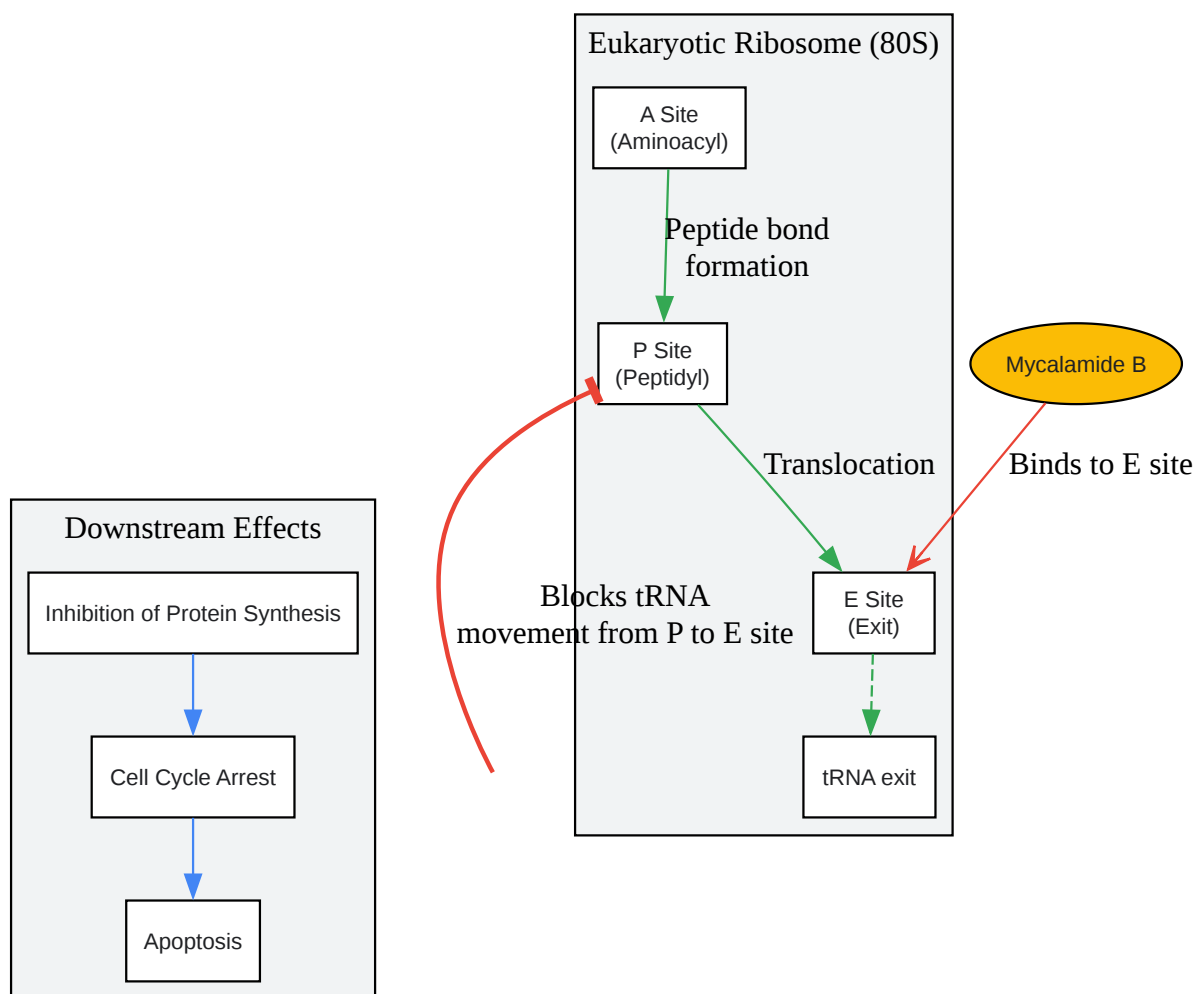 Eukaryotic Ribosome (80S)
A Site
(Aminoacyl)
Peptide bond
formation
P Site
(Peptidyl)
Mycalamide B
Translocation
Binds to E site
Downstream Effects
Inhibition of Protein Synthesis
Blocks tRNA
movement from P to E site
E Site
(Exit)
Cell Cycle Arrest
tRNA exit
Apoptosis